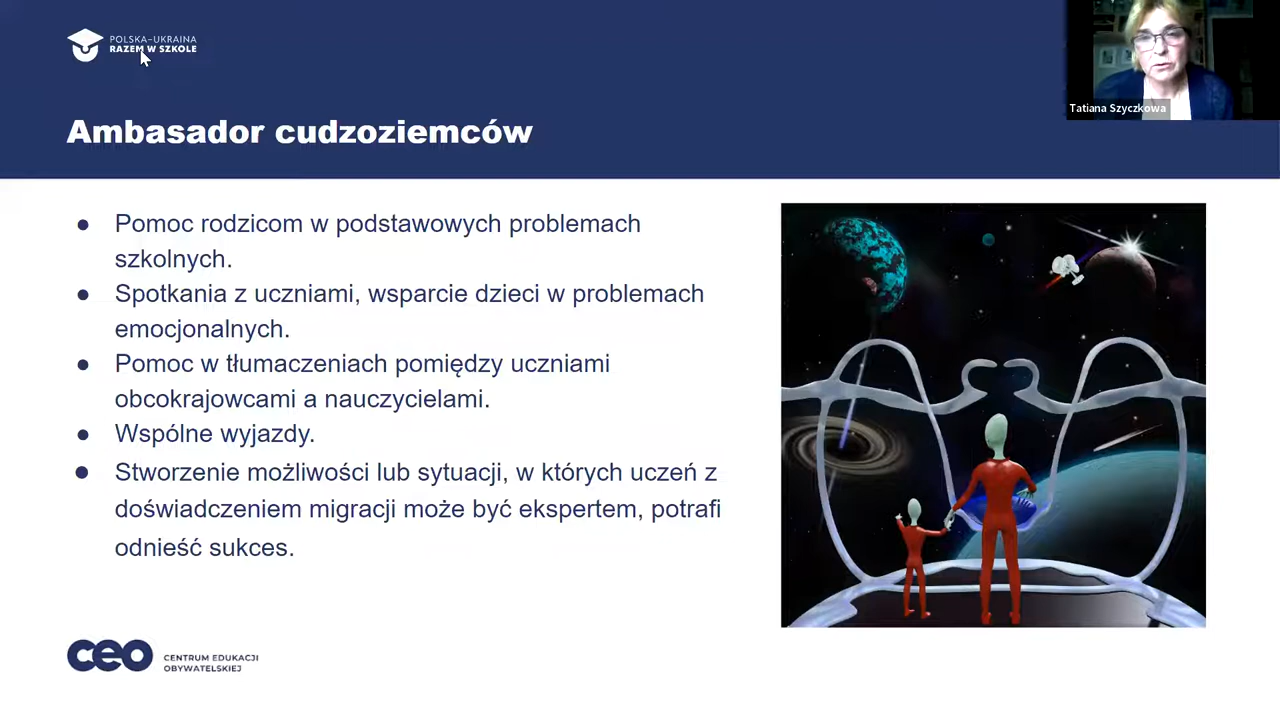 POLSKA-UKRAINA
RAZEM W SZKOLE
Tatiana Szyczkowa
Ambasador cudzoziemców
● Pomoc rodzicom w podstawowych problemach
szkolnych.
● Spotkania z uczniami, wsparcie dzieci w problemach
emocjonalnych.
● Pomoc w tłumaczeniach pomiędzy uczniami
obcokrajowcami a nauczycielami.
● Wspólne wyjazdy.
● Stworzenie możliwości lub sytuacji, w których uczeń z
doświadczeniem migracji może być ekspertem, potrafi
odnieść sukces.
ceo
CENTRUM EDUKACJI
OBYWATELSKIEJ